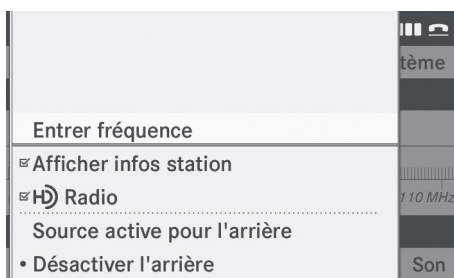 tème
Entrer fréquence
Afficher infos station
HD Radio
110 MHz
Source active pour l'arrière
• Désactiver l'arrière
Son